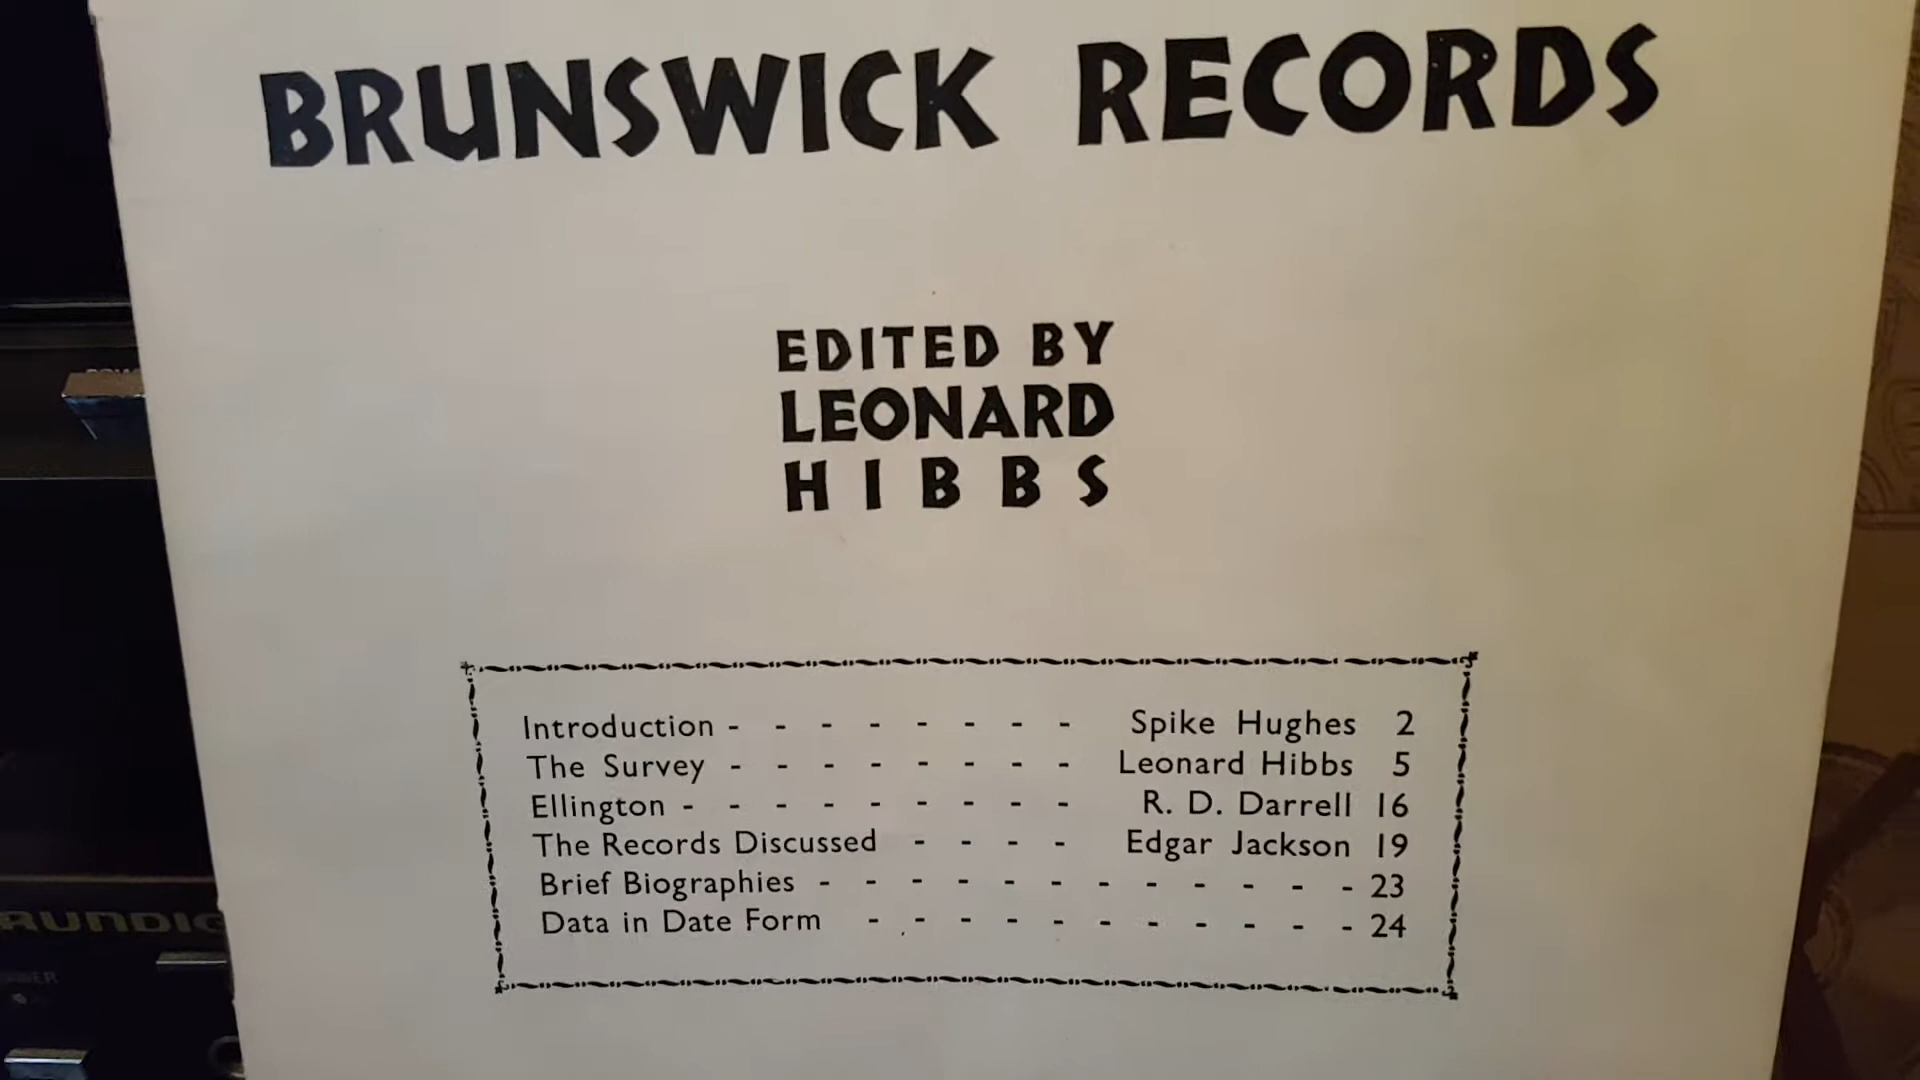 BRUNSWICK RECORDS
EDITED BY
LEONARD
HIBBS
Introduction - - - - - - - - Spike Hughes 2
The Survey - - - - - - - - Leonard Hibbs 5
Ellington - - - - - - - - - R. D. Darrell 16
The Records Discussed - - - - Edgar Jackson 19
Brief Biographies - - - - - - - - - - - - 23
Data in Date Form - - - - - - - - - - - 24